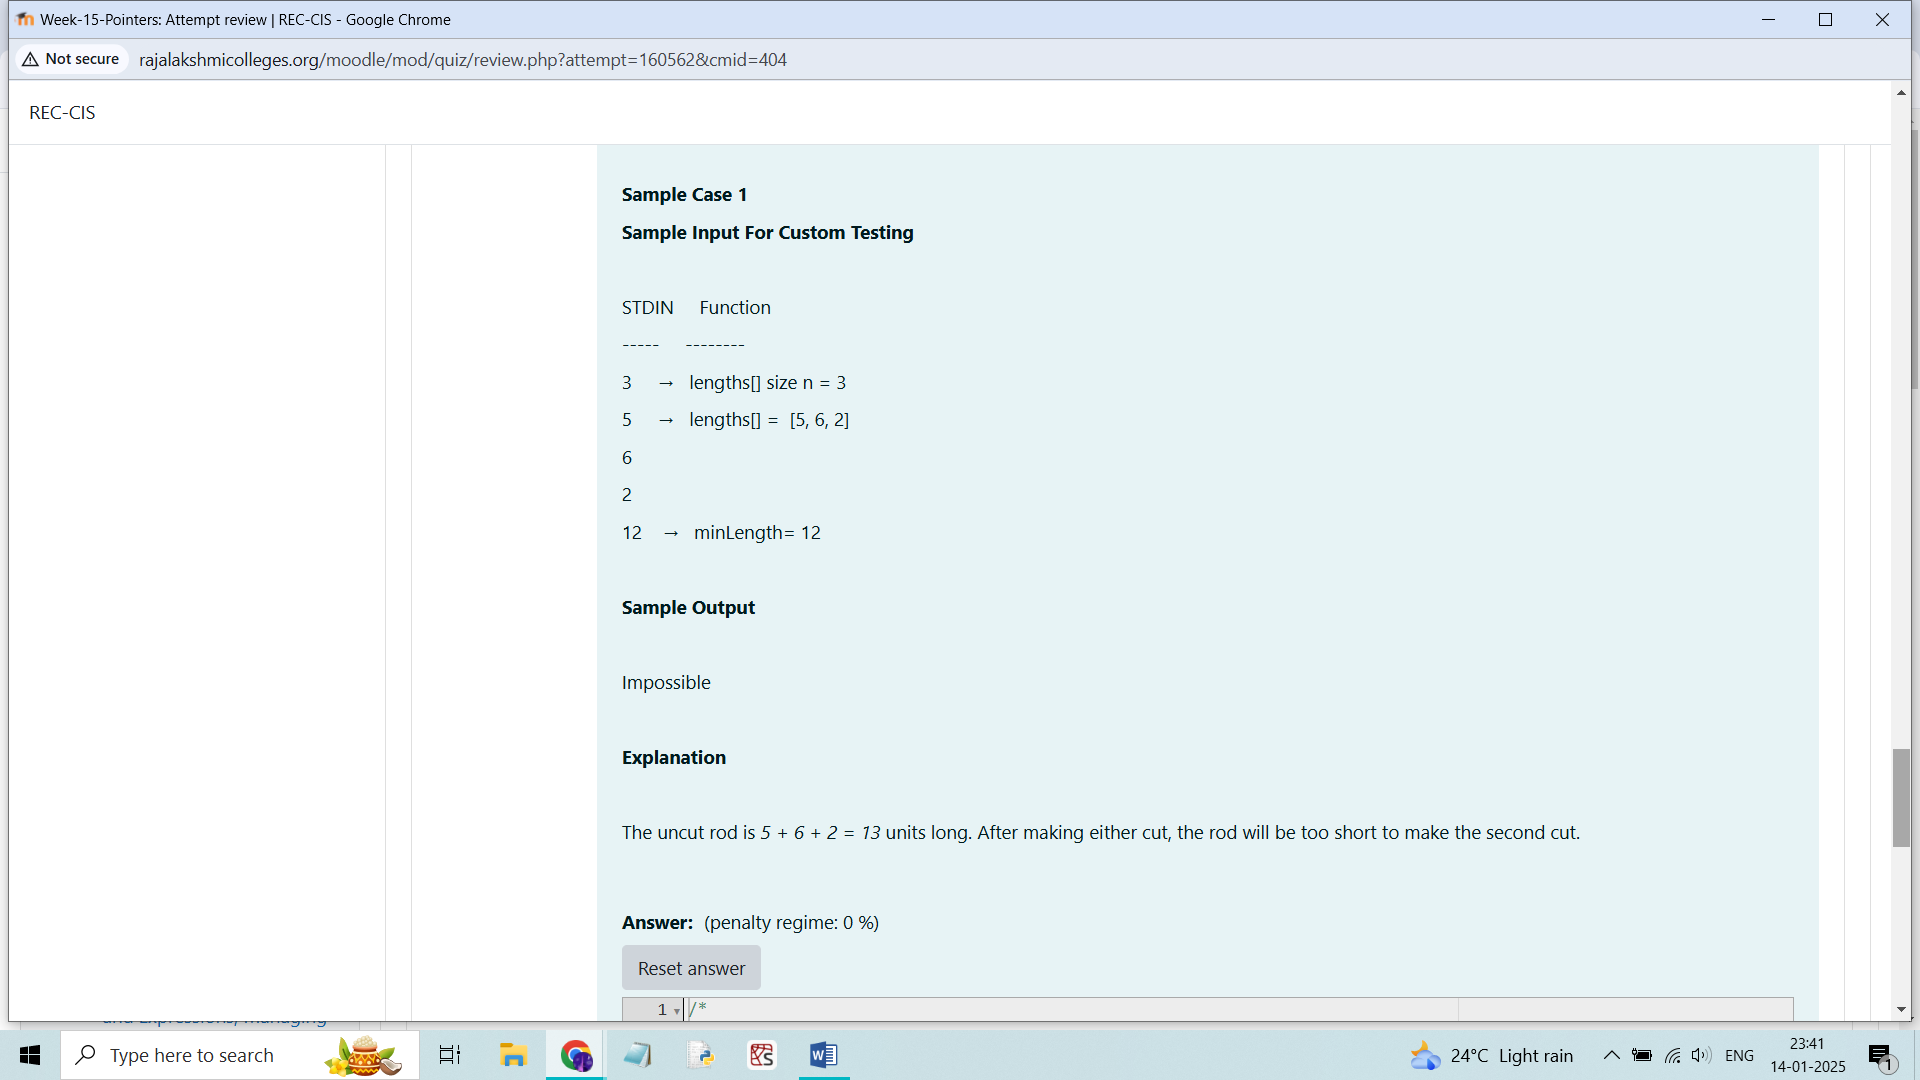 Week-15-Pointers: Attempt review | REC-CIS - Google Chrome
Not secure rajalakshmicolleges.org/moodle/mod/quiz/review.php?attempt=160562&cmid=404
REC-CIS
Sample Case 1
Sample Input For Custom Testing
STDIN Function
----- --------
3 → lengths[] size n = 3
5 → lengths[] = [5, 6, 2]
6
2
12 → minLength= 12
Sample Output
Impossible
Explanation
The uncut rod is 5 + 6 + 2 = 13 units long. After making either cut, the rod will be too short to make the second cut.
Answer: (penalty regime: 0 %)
Reset answer
1 /*
and Expressions, managing
Type here to search
24°C Light rain
ENG
23:41
14-01-2025
1